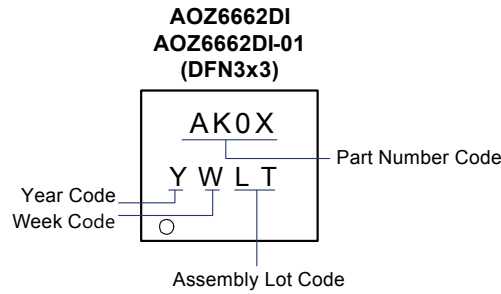 AOZ6662DI
AOZ6662DI-01
(DFN3x3)
AK0X
Part Number Code
Y W L T
Year Code
Week Code
Assembly Lot Code